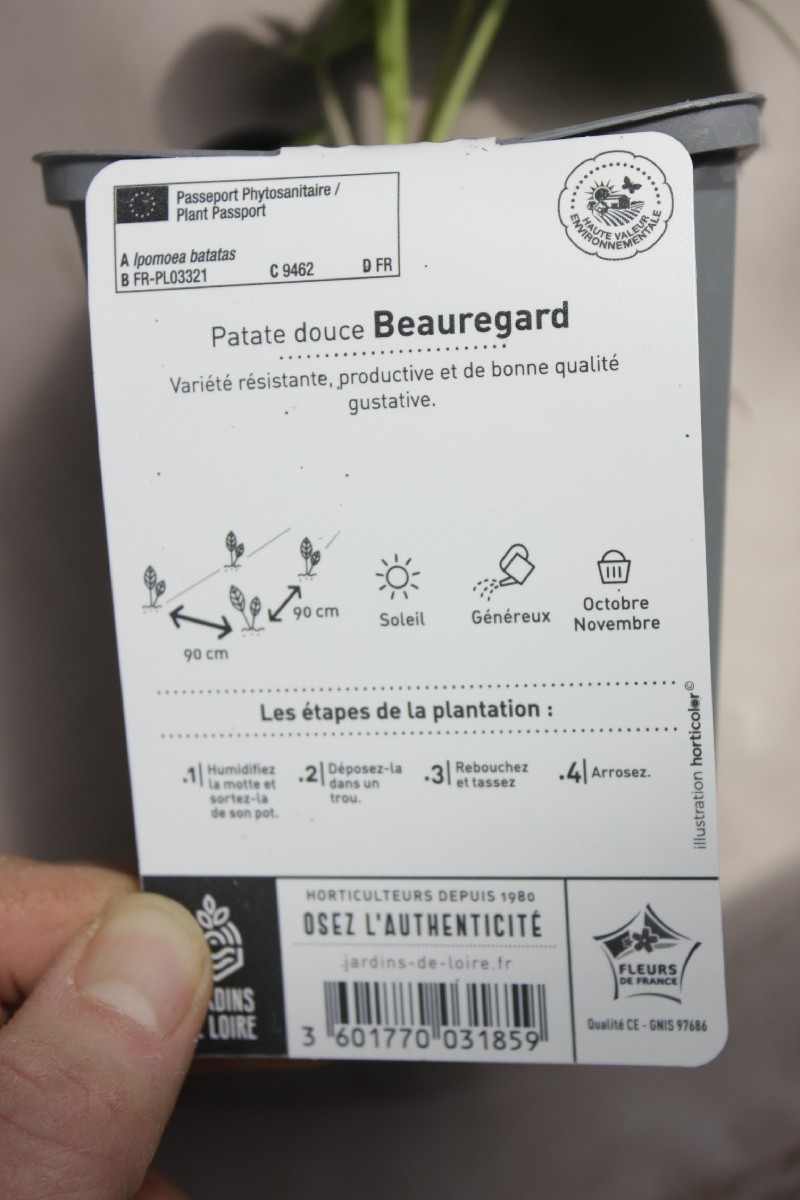 Passeport Phytosanitaire /
Plant Passport
A Ipomoea batatas
B FR-PL03321 C 9462 D FR
HAUTE VALEUR
ENVIRONNEMENTALE
Patate douce Beauregard
Variété résistante, productive et de bonne qualité
gustative.
90 cm
90 cm
Soleil
Généreux
Octobre
Novembre
Les étapes de la plantation :
.1| Humidifiez
la motte et
sortez-la
de son pot.
.2| Déposez-la
dans un
trou.
.3| Rebouchez
et tassez
.4| Arrosez.
illustration horticolor©
HORTICULTEURS DEPUIS 1980
OSEZ L'AUTHENTICITÉ
jardins-de-loire.fr
3 601770 031859
LOIRE
FLEURS
DE FRANCE
Qualité CE - GNIS 97686